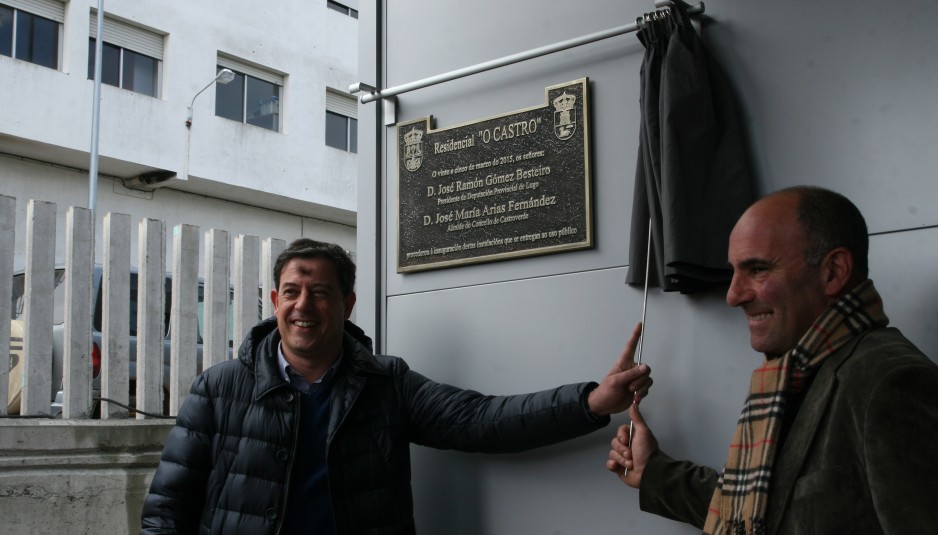 Residencial "O CASTRO"
O vinte e cinco de marzo de 2015, os señores:
D. José Ramón Gómez Besteiro
Presidente da Deputación Provincial de Lugo
D. José María Arias Fernández
Alcalde do Concello de Castroverde
procederon á inauguración destas instalacións que se entregan ao uso público